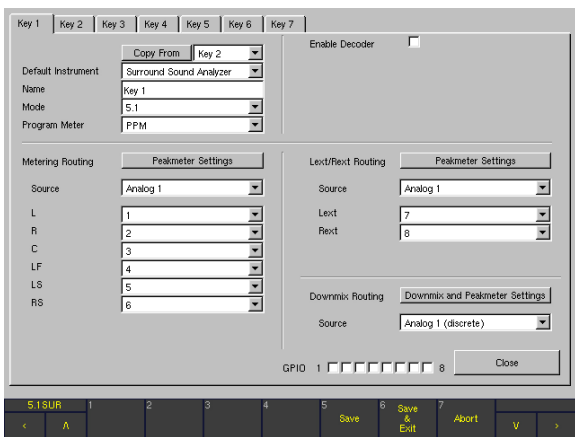 Key 1 Key 2 Key 3 Key 4 Key 5 Key 6 Key 7
Copy From Key 2
Enable Decoder
Default Instrument Surround Sound Analyzer
Name Key 1
Mode 5.1
Program Meter PPM
Metering Routing Peakmeter Settings
Source Analog 1
L 1
R 2
C 3
LF 4
LS 5
RS 6
Lext/Rext Routing Peakmeter Settings
Source Analog 1
Lext 7
Rext 8
Downmix Routing Downmix and Peakmeter Settings
Source Analog 1 (discrete)
GPIO 1 8 Close
5.1SUR 1 2 3 4 5 Save 6 Save & Exit 7 Abort
< Λ V >